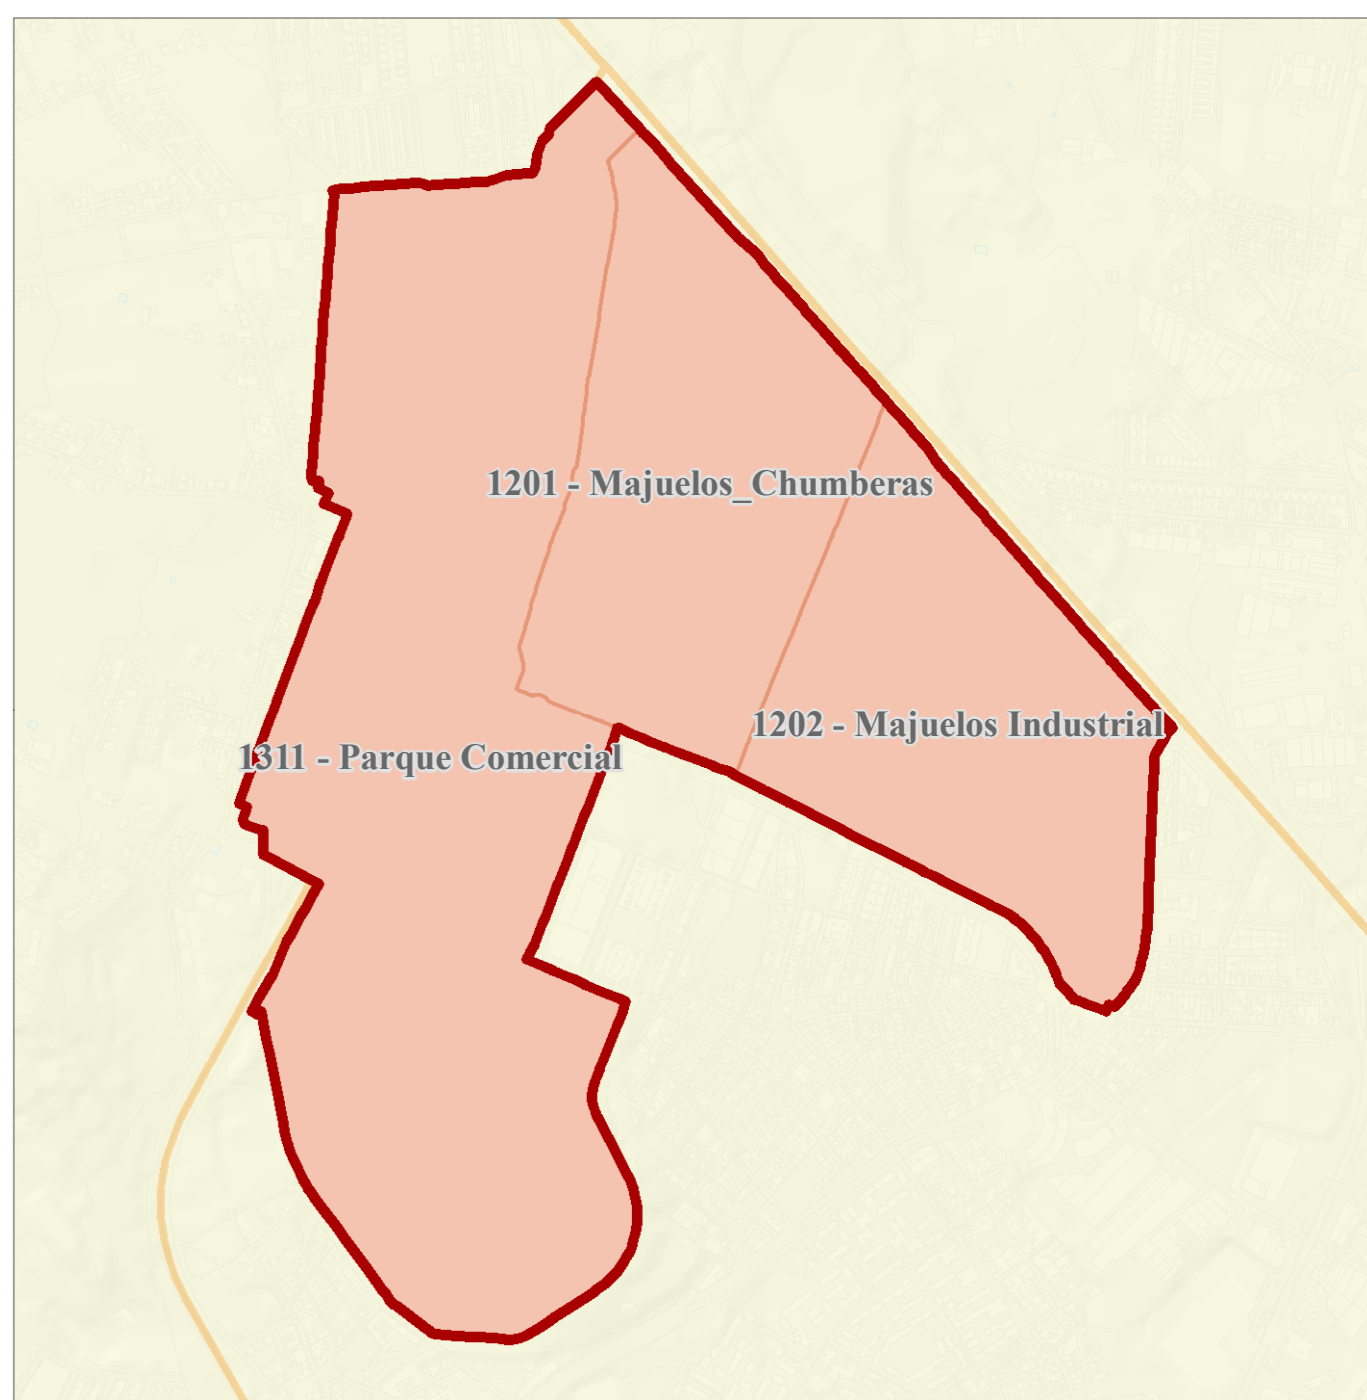 1201 - Majuelos_Chumberas
1202 - Majuelos Industrial
1311 - Parque Comercial